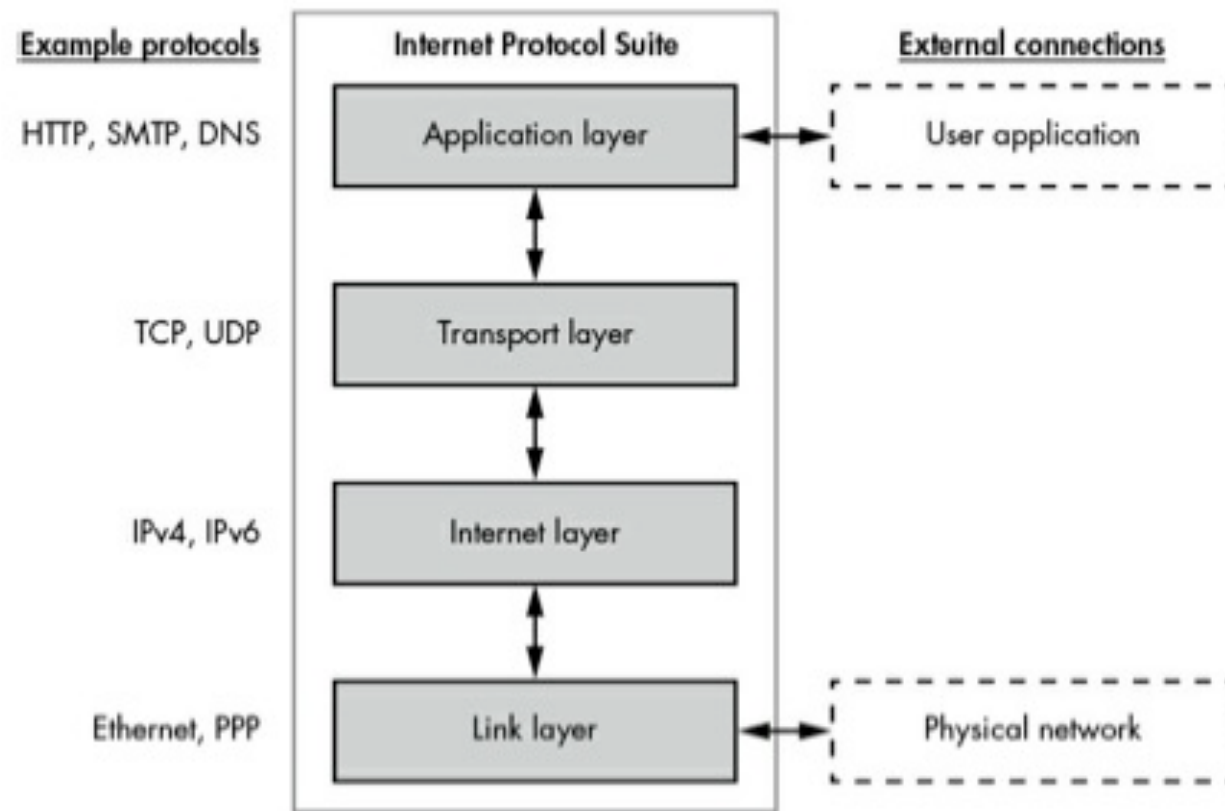 Example protocols
Internet Protocol Suite
External connections
HTTP, SMTP, DNS
Application layer
User application
TCP, UDP
Transport layer
IPv4, IPv6
Internet layer
Ethernet, PPP
Link layer
Physical network